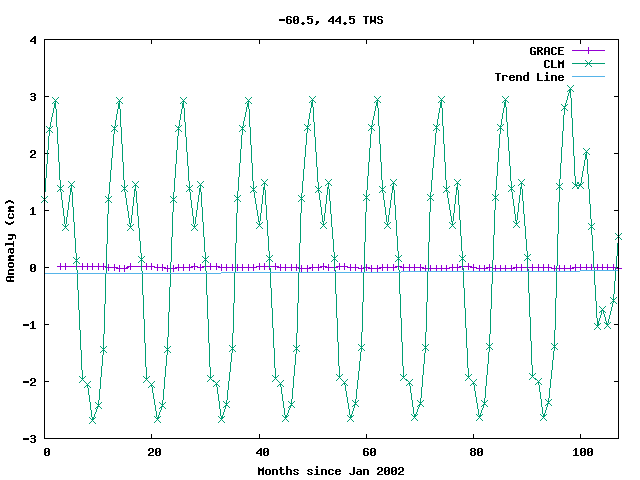 -60.5, 44.5 TWS
GRACE
CLM
Trend Line
4
3
2
1
0
-1
-2
-3
Anomaly (cm)
0 20 40 60 80 100
Months since Jan 2002